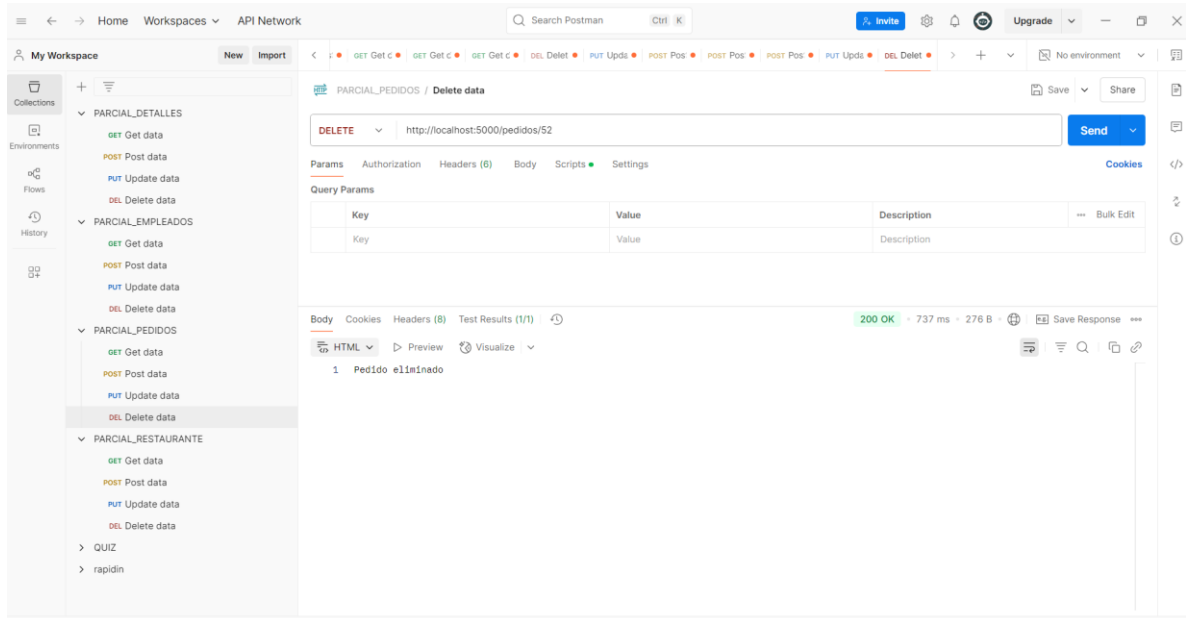 Home Workspaces API Network Search Postman Ctrl K Invite Upgrade
My Workspace New Import GET Get c GET Get c GET Get c DEL Delet PUT Upda POST Pos POST Pos POST Pos PUT Upda DEL Delet No environment
Collections
Environments
Flows
History
PARCIAL_DETALLES
GET Get data
POST Post data
PUT Update data
DEL Delete data
PARCIAL_EMPLEADOS
GET Get data
POST Post data
PUT Update data
DEL Delete data
PARCIAL_PEDIDOS
GET Get data
POST Post data
PUT Update data
DEL Delete data
PARCIAL_RESTAURANTE
GET Get data
POST Post data
PUT Update data
DEL Delete data
QUIZ
rapidin
HTTP PARCIAL_PEDIDOS / Delete data Save Share
DELETE http://localhost:5000/pedidos/52 Send
Params Authorization Headers (6) Body Scripts Settings Cookies
Query Params
Key Value Description Bulk Edit
Key Value Description
Body Cookies Headers (8) Test Results (1/1) 200 OK 737 ms 276 B Save Response
HTML Preview Visualize
1 Pedido eliminado